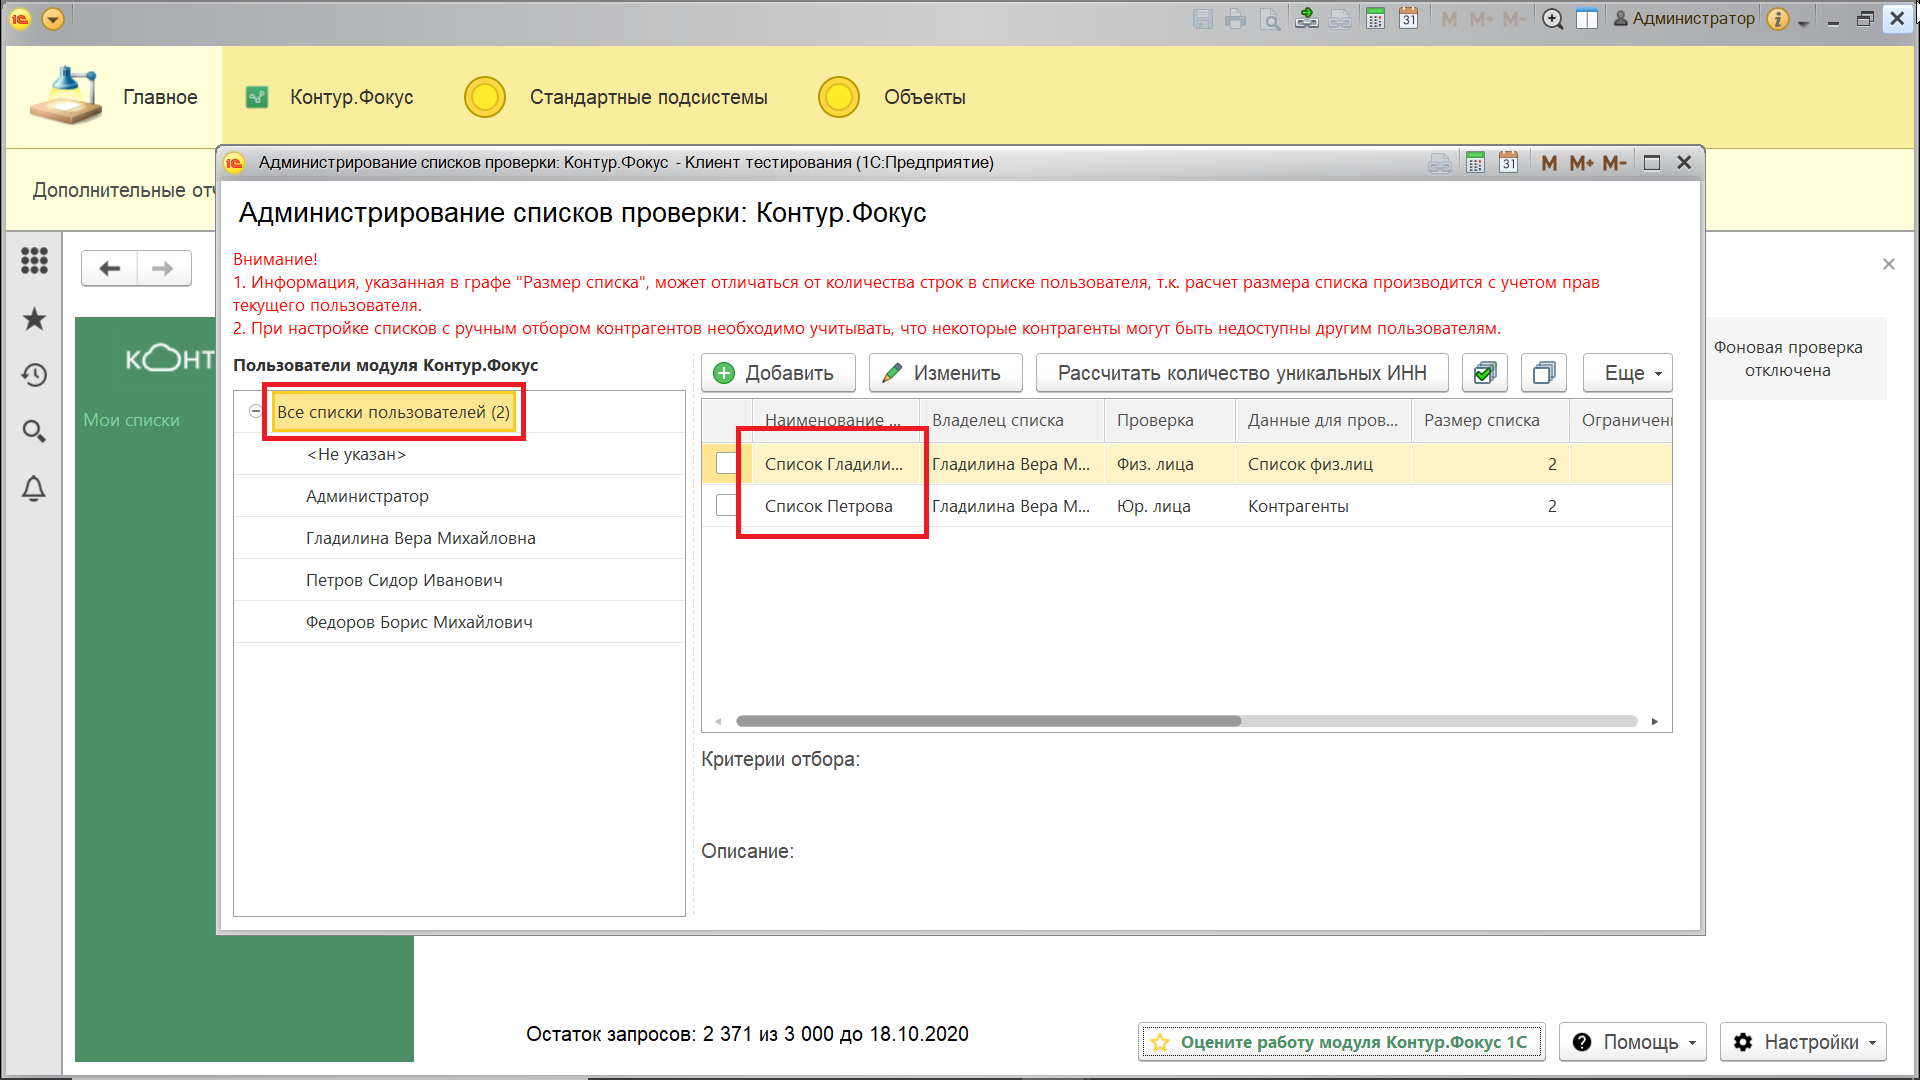 Администратор
Главное
Контур.Фокус
Стандартные подсистемы
Объекты
Дополнительные отч
Администрирование списков проверки: Контур.Фокус - Клиент тестирования (1С:Предприятие)
31
M M+ M-
31
M M+ M-
Администрирование списков проверки: Контур.Фокус
Внимание!
1. Информация, указанная в графе "Размер списка", может отличаться от количества строк в списке пользователя, т.к. расчет размера списка производится с учетом прав
текущего пользователя.
2. При настройке списков с ручным отбором контрагентов необходимо учитывать, что некоторые контрагенты могут быть недоступны другим пользователям.
Пользователи модуля Контур.Фокус
Все списки пользователей (2)
<Не указан>
Администратор
Гладилина Вера Михайловна
Петров Сидор Иванович
Федоров Борис Михайлович
Добавить
Изменить
Рассчитать количество уникальных ИНН
Еще
Наименование ...
Владелец списка
Проверка
Данные для пров...
Размер списка
Ограничен
Список Гладили...
Гладилина Вера М...
Физ. лица
Список физ.лиц
2
Список Петрова
Гладилина Вера М...
Юр. лица
Контрагенты
2
Критерии отбора:
Описание:
КОНТ
Мои списки
Фоновая проверка
отключена
Остаток запросов: 2 371 из 3 000 до 18.10.2020
Оцените работу модуля Контур.Фокус 1С
Помощь
Настройки